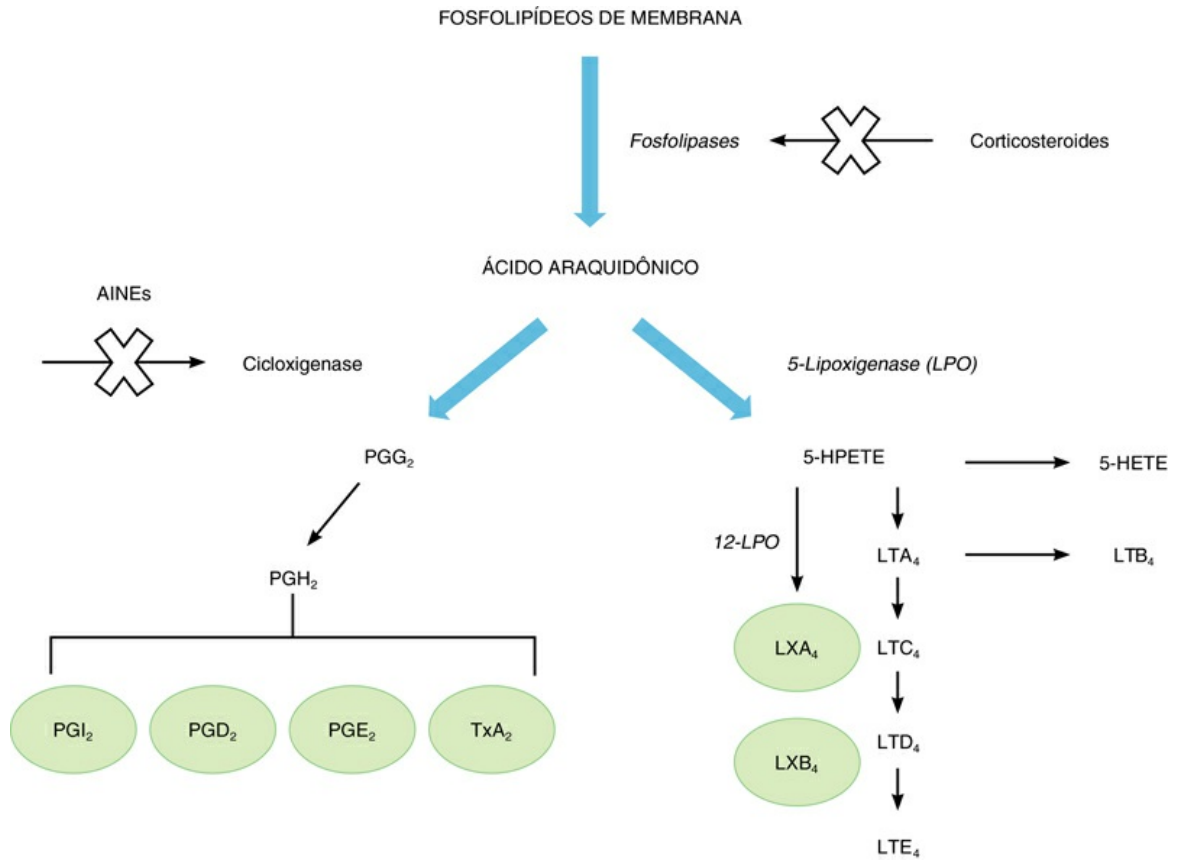 FOSFOLIPÍDEOS DE MEMBRANA
Fosfolipases
Corticosteroides
ÁCIDO ARAQUIDÔNICO
AINEs
Cicloxigenase
5-Lipoxigenase (LPO)
PGG₂
5-HPETE
5-HETE
12-LPO
LTA₄
LTB₄
PGH₂
LXA₄
LTC₄
PGI₂
PGD₂
PGE₂
TxA₂
LXB₄
LTD₄
LTE₄